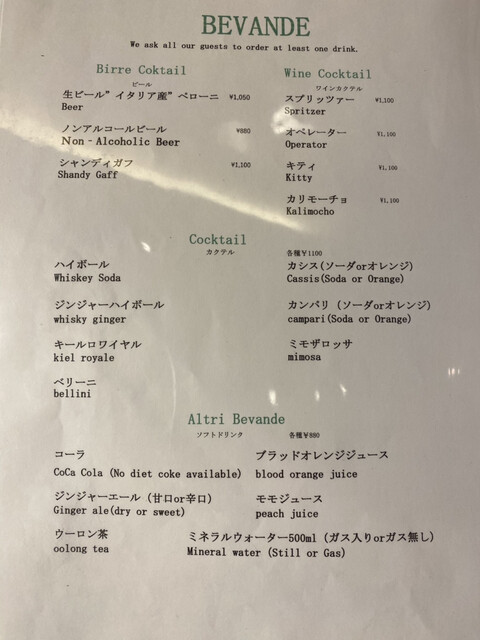 BEVANDE
We ask all our guests to order at least one drink.
Birre Coktail
ビール
生ビール”イタリア産”ペローニ ¥1,050
Beer
ノンアルコールビール ¥880
Non‐Alcoholic Beer
シャンディガフ ¥1,100
Shandy Gaff
Wine Cocktail
ワインカクテル
スプリッツァー ¥1,100
Spritzer
オペレーター ¥1,100
Operator
キティ ¥1,100
Kitty
カリモーチョ ¥1,100
Kalimocho
Cocktail
カクテル 各種¥1100
ハイボール
Whiskey Soda
ジンジャーハイボール
whisky ginger
キールロワイヤル
kiel royale
ベリーニ
bellini
カシス(ソーダorオレンジ)
Cassis(Soda or Orange)
カンパリ (ソーダorオレンジ)
campari(Soda or Orange)
ミモザロッサ
mimosa
Altri Bevande
ソフトドリンク 各種¥880
コーラ
CoCa Cola (No diet coke available)
ブラッドオレンジジュース
blood orange juice
ジンジャーエール (甘口or辛口)
Ginger ale(dry or sweet)
モモジュース
peach juice
ウーロン茶
oolong tea
ミネラルウォーター500ml (ガス入りorガス無し)
Mineral water (Still or Gas)